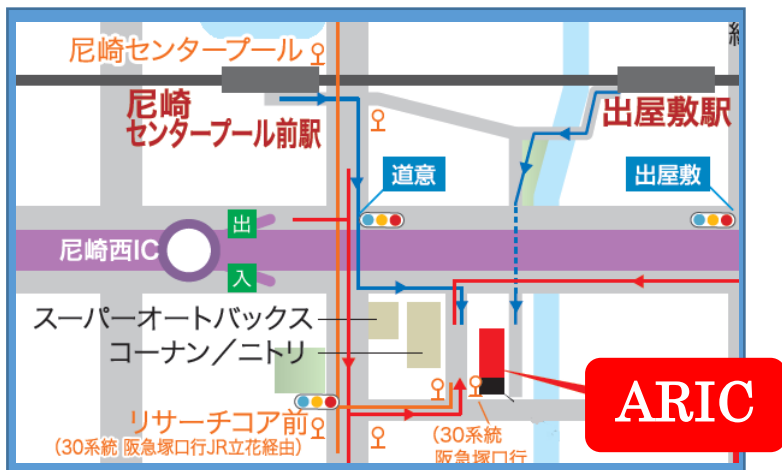 尼崎センタープール
尼崎
センタープール前駅
出屋敷駅
道意
出屋敷
出
尼崎西IC
入
スーパーオートバックス
コーナン／ニトリ
ARIC
リサーチコア前
(30系統 阪急塚口行JR立花経由)
(30系統
阪急塚口行